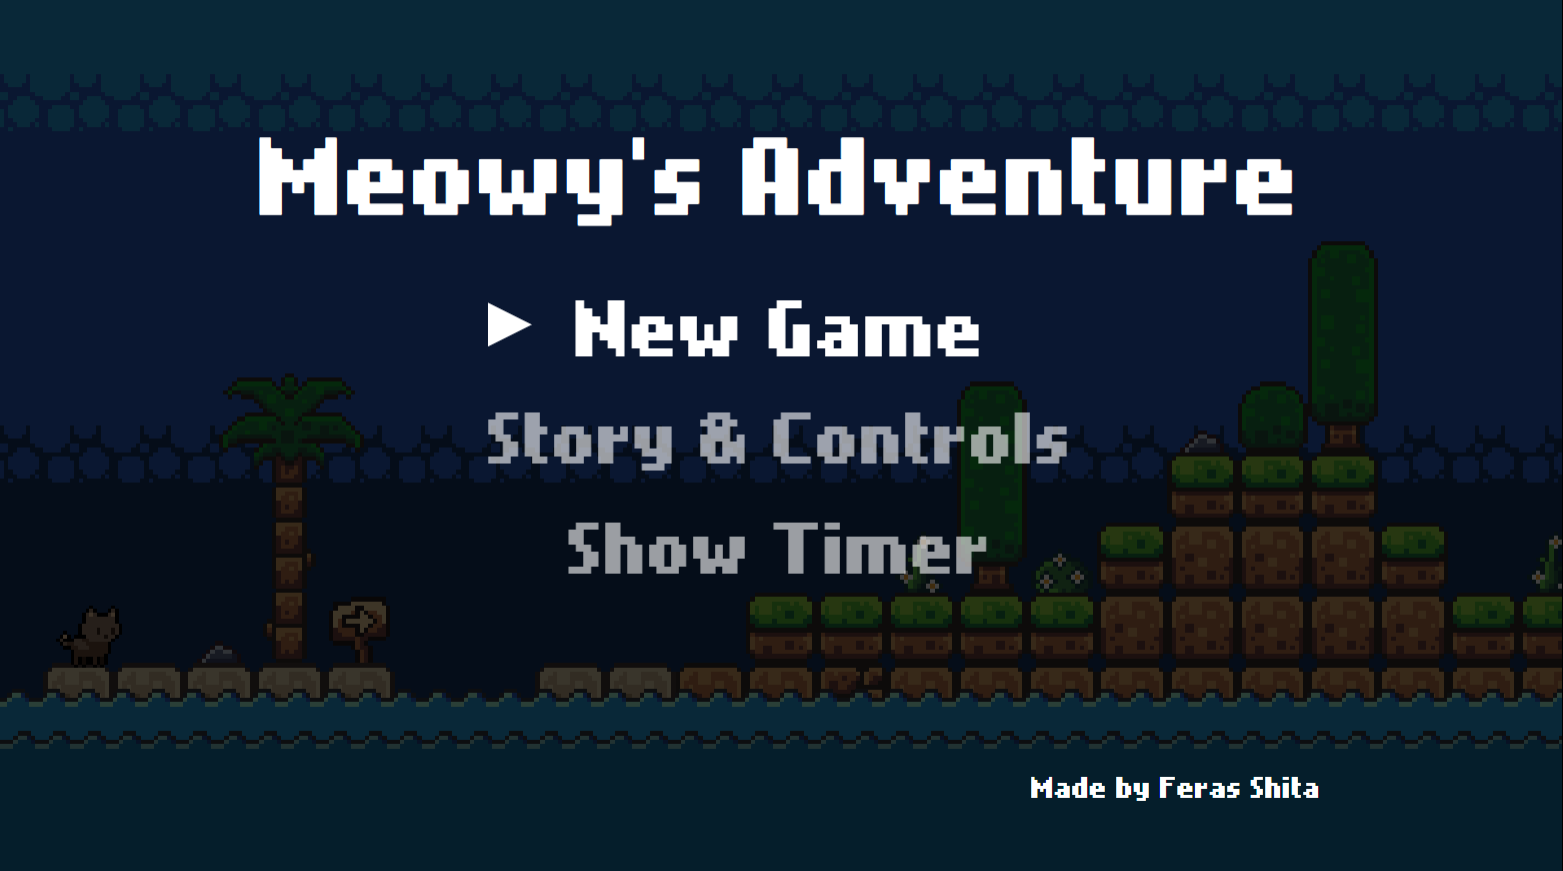 Meowy's Adventure
New Game
Story & Controls
Show Timer
Made by Feras Shita